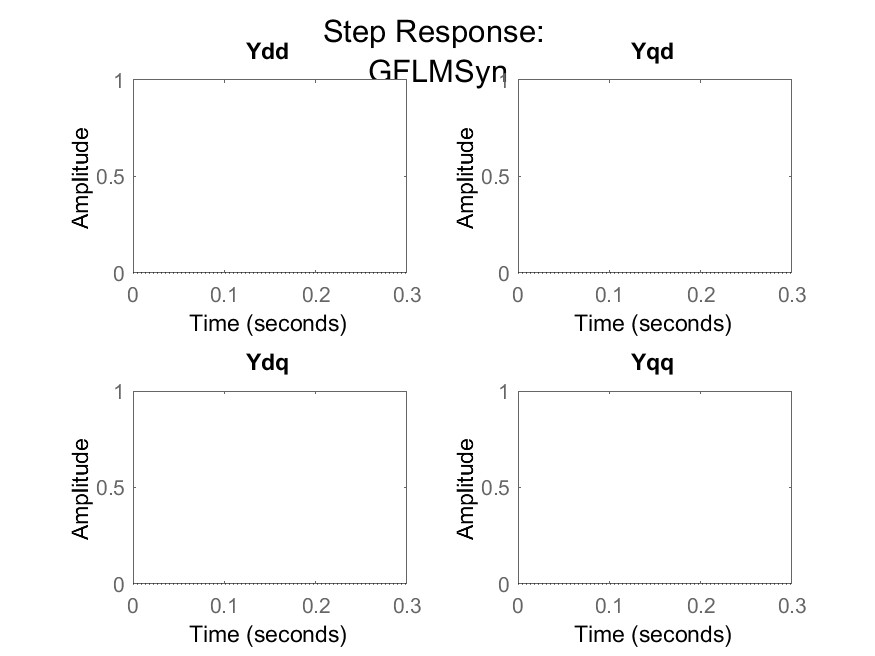 Step Response:
GFLMSyn
Ydd
1
0.5
0
Amplitude
0 0.1 0.2 0.3
Time (seconds)
Yqd
1
0.5
0
Amplitude
0 0.1 0.2 0.3
Time (seconds)
Ydq
1
0.5
0
Amplitude
0 0.1 0.2 0.3
Time (seconds)
Yqq
1
0.5
0
Amplitude
0 0.1 0.2 0.3
Time (seconds)